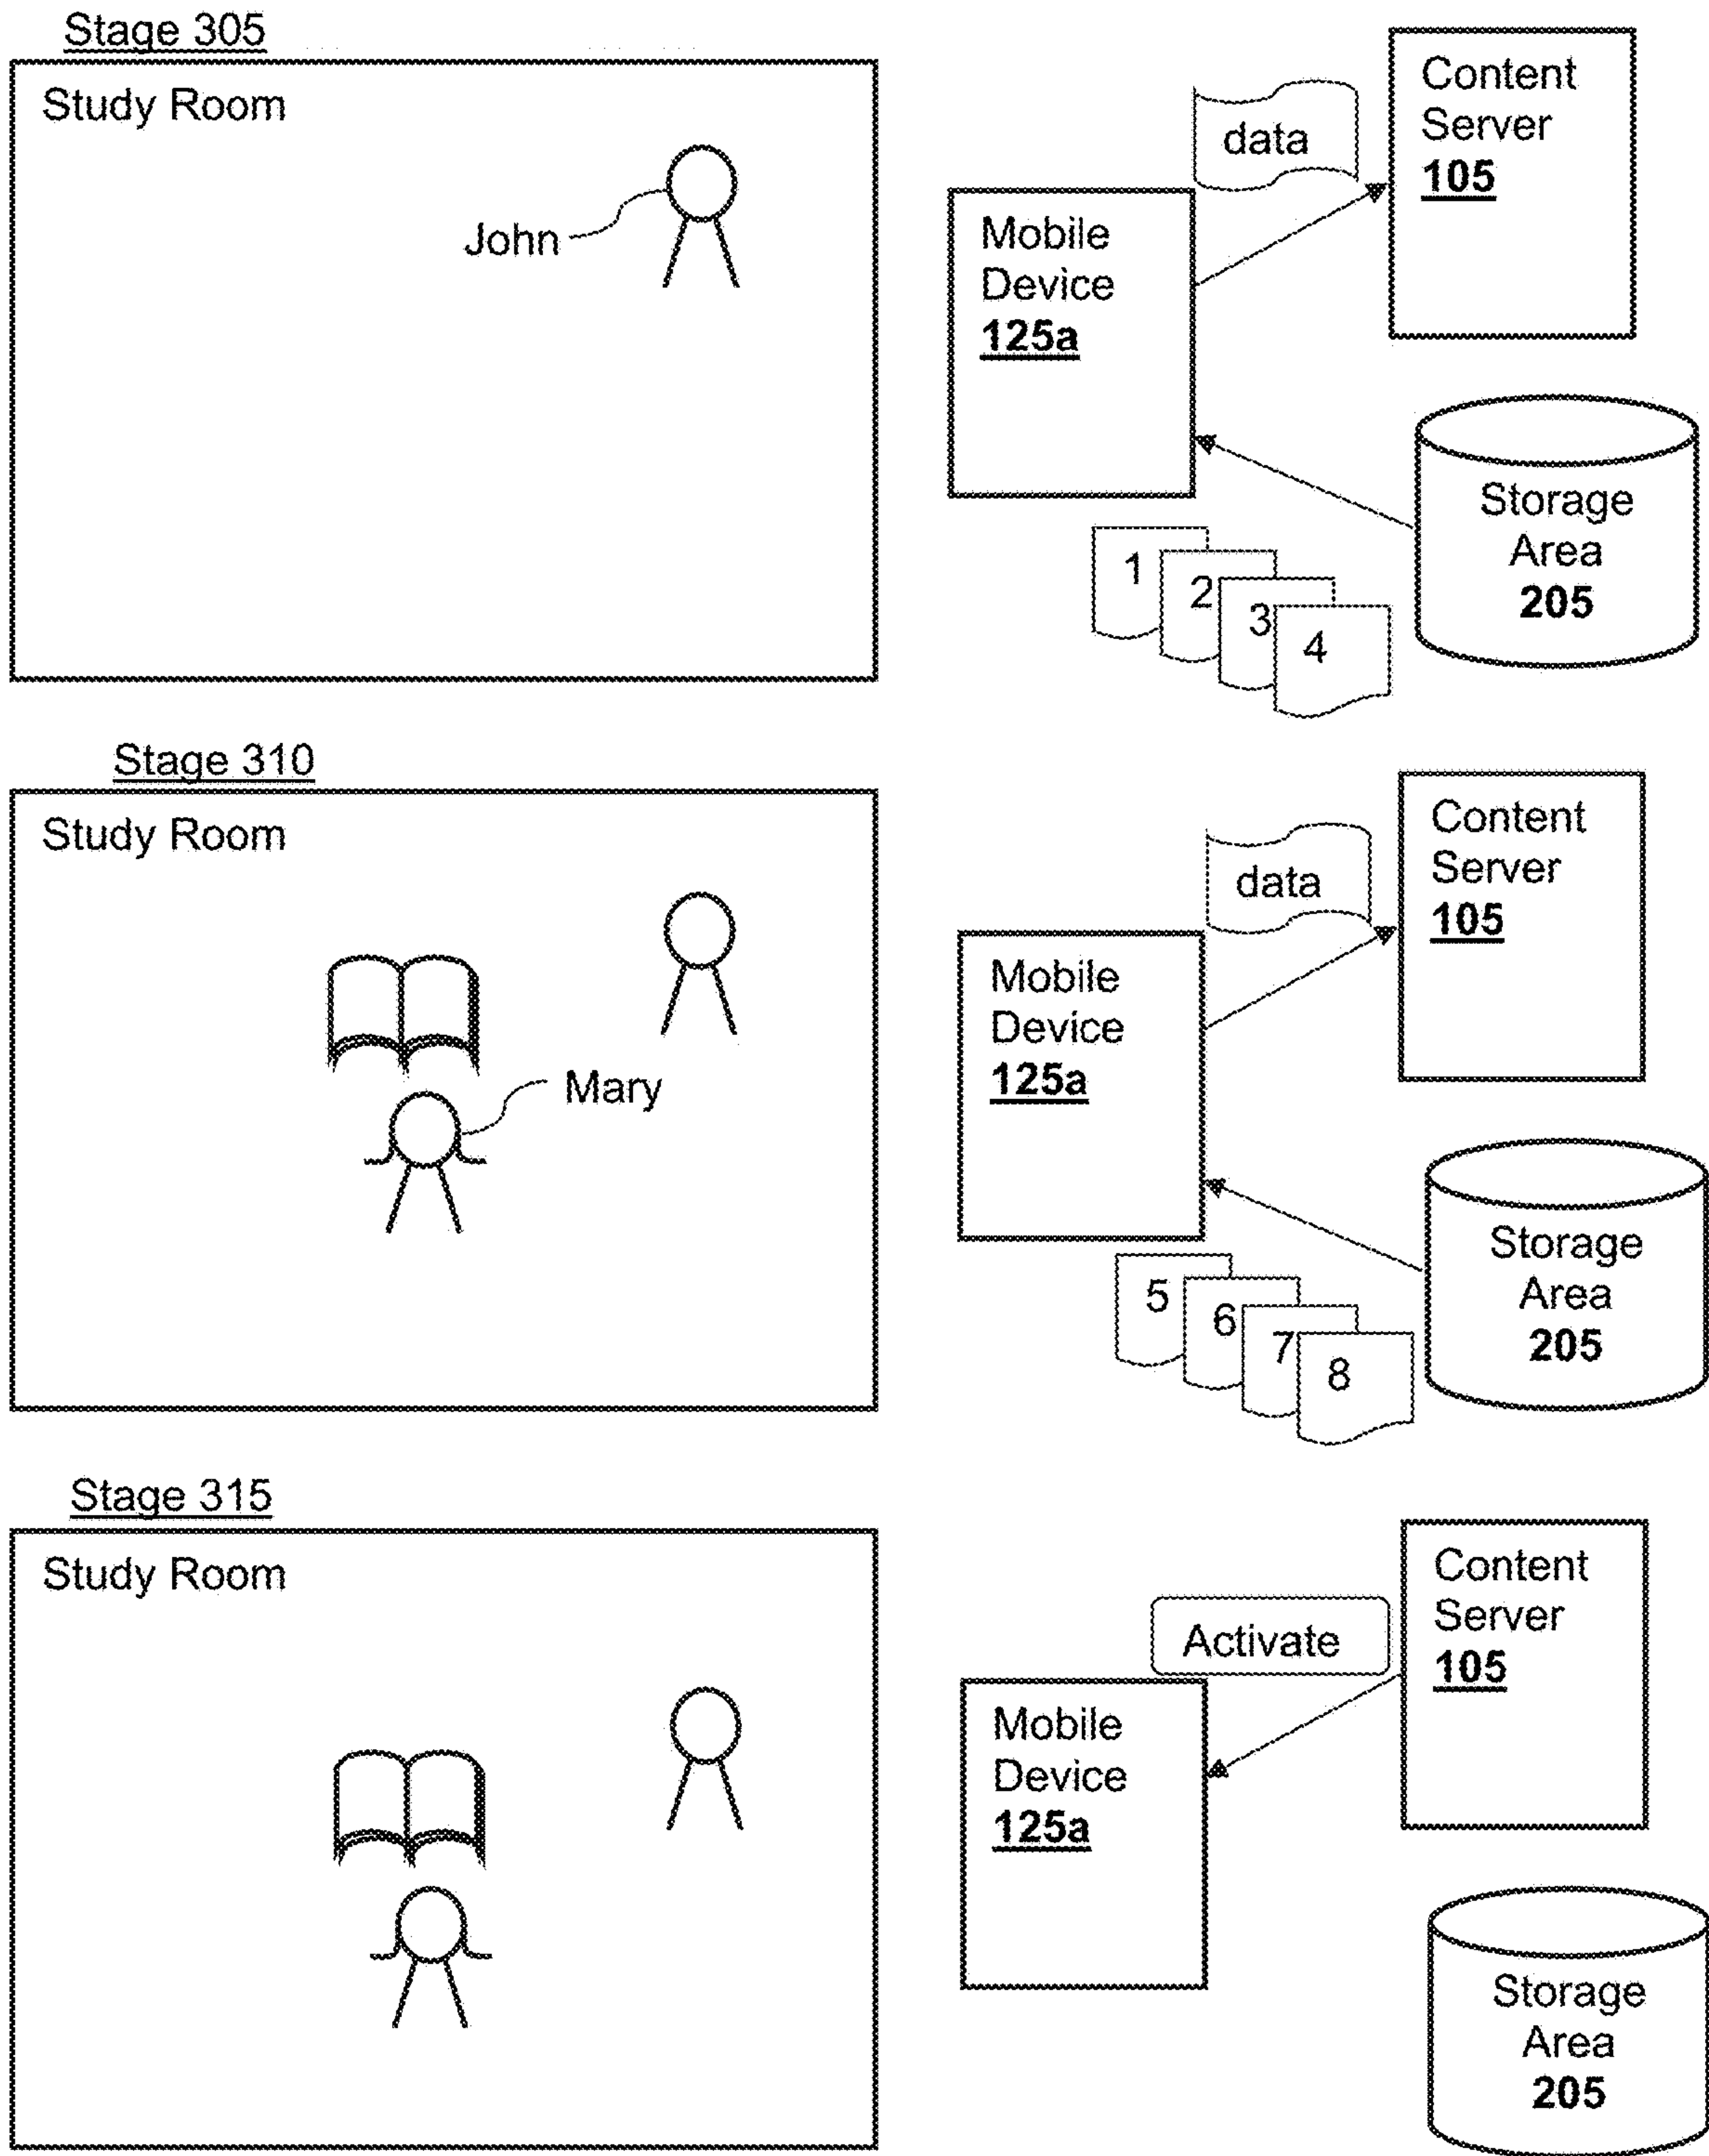 Stage 305
Study Room
John
data
Content
Server
105
Mobile
Device
125a
Storage
Area
205
1
2
3
4
Stage 310
Study Room
Mary
data
Content
Server
105
Mobile
Device
125a
Storage
Area
205
5
6
7
8
Stage 315
Study Room
Activate
Content
Server
105
Mobile
Device
125a
Storage
Area
205